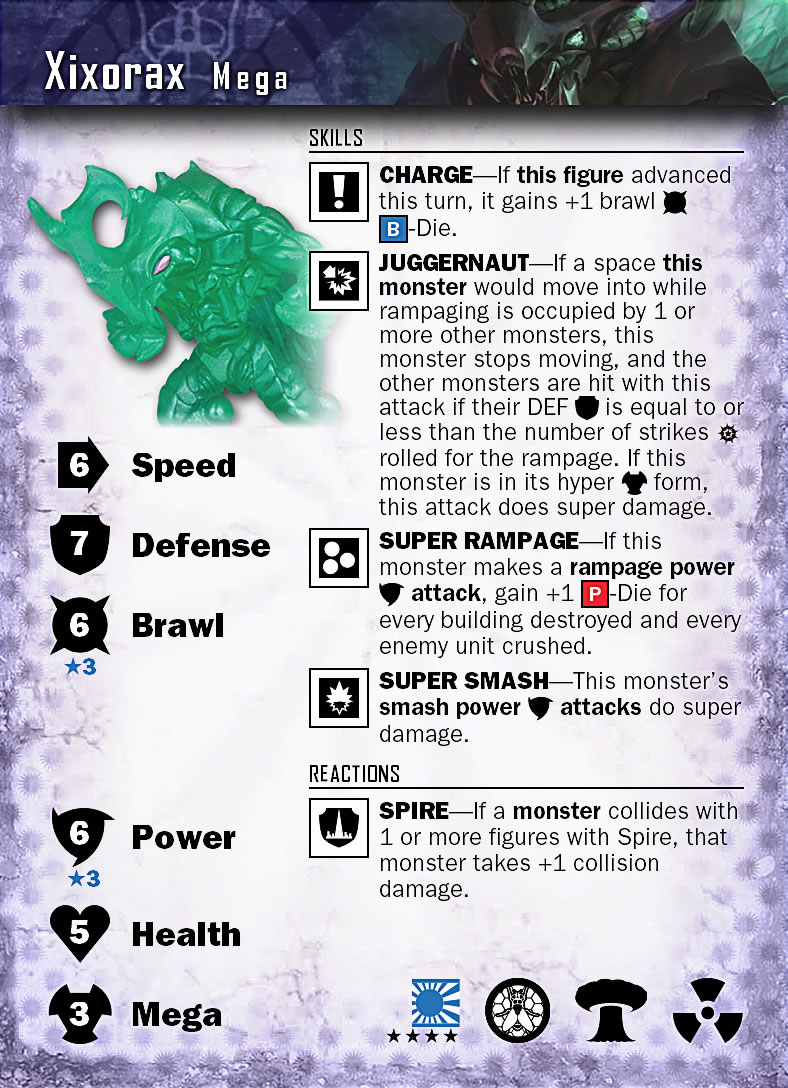 Xixorax Mega
SKILLS
CHARGE—If this figure advanced
this turn, it gains +1 brawl
B-Die.
JUGGERNAUT—If a space this
monster would move into while
rampaging is occupied by 1 or
more other monsters, this
monster stops moving, and the
other monsters are hit with this
attack if their DEF is equal to or
less than the number of strikes
rolled for the rampage. If this
monster is in its hyper form,
this attack does super damage.
SUPER RAMPAGE—If this
monster makes a rampage power
attack, gain +1 P-Die for
every building destroyed and every
enemy unit crushed.
SUPER SMASH—This monster's
smash power attacks do super
damage.
REACTIONS
SPIRE—If a monster collides with
1 or more figures with Spire, that
monster takes +1 collision
damage.
6 Speed
7 Defense
6 Brawl
★3
6 Power
★3
5 Health
3 Mega
★★★★